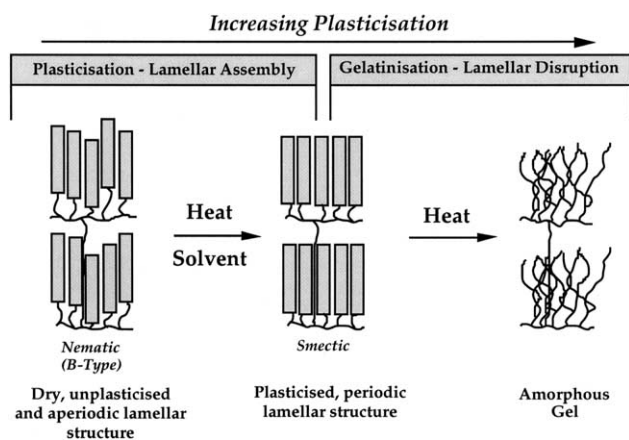 Increasing Plasticisation
Plasticisation - Lamellar Assembly
Gelatinisation - Lamellar Disruption
Heat
Solvent
Heat
Nematic
(B-Type)
Smectic
Dry, unplasticised
and aperiodic lamellar
structure
Plasticised, periodic
lamellar structure
Amorphous
Gel